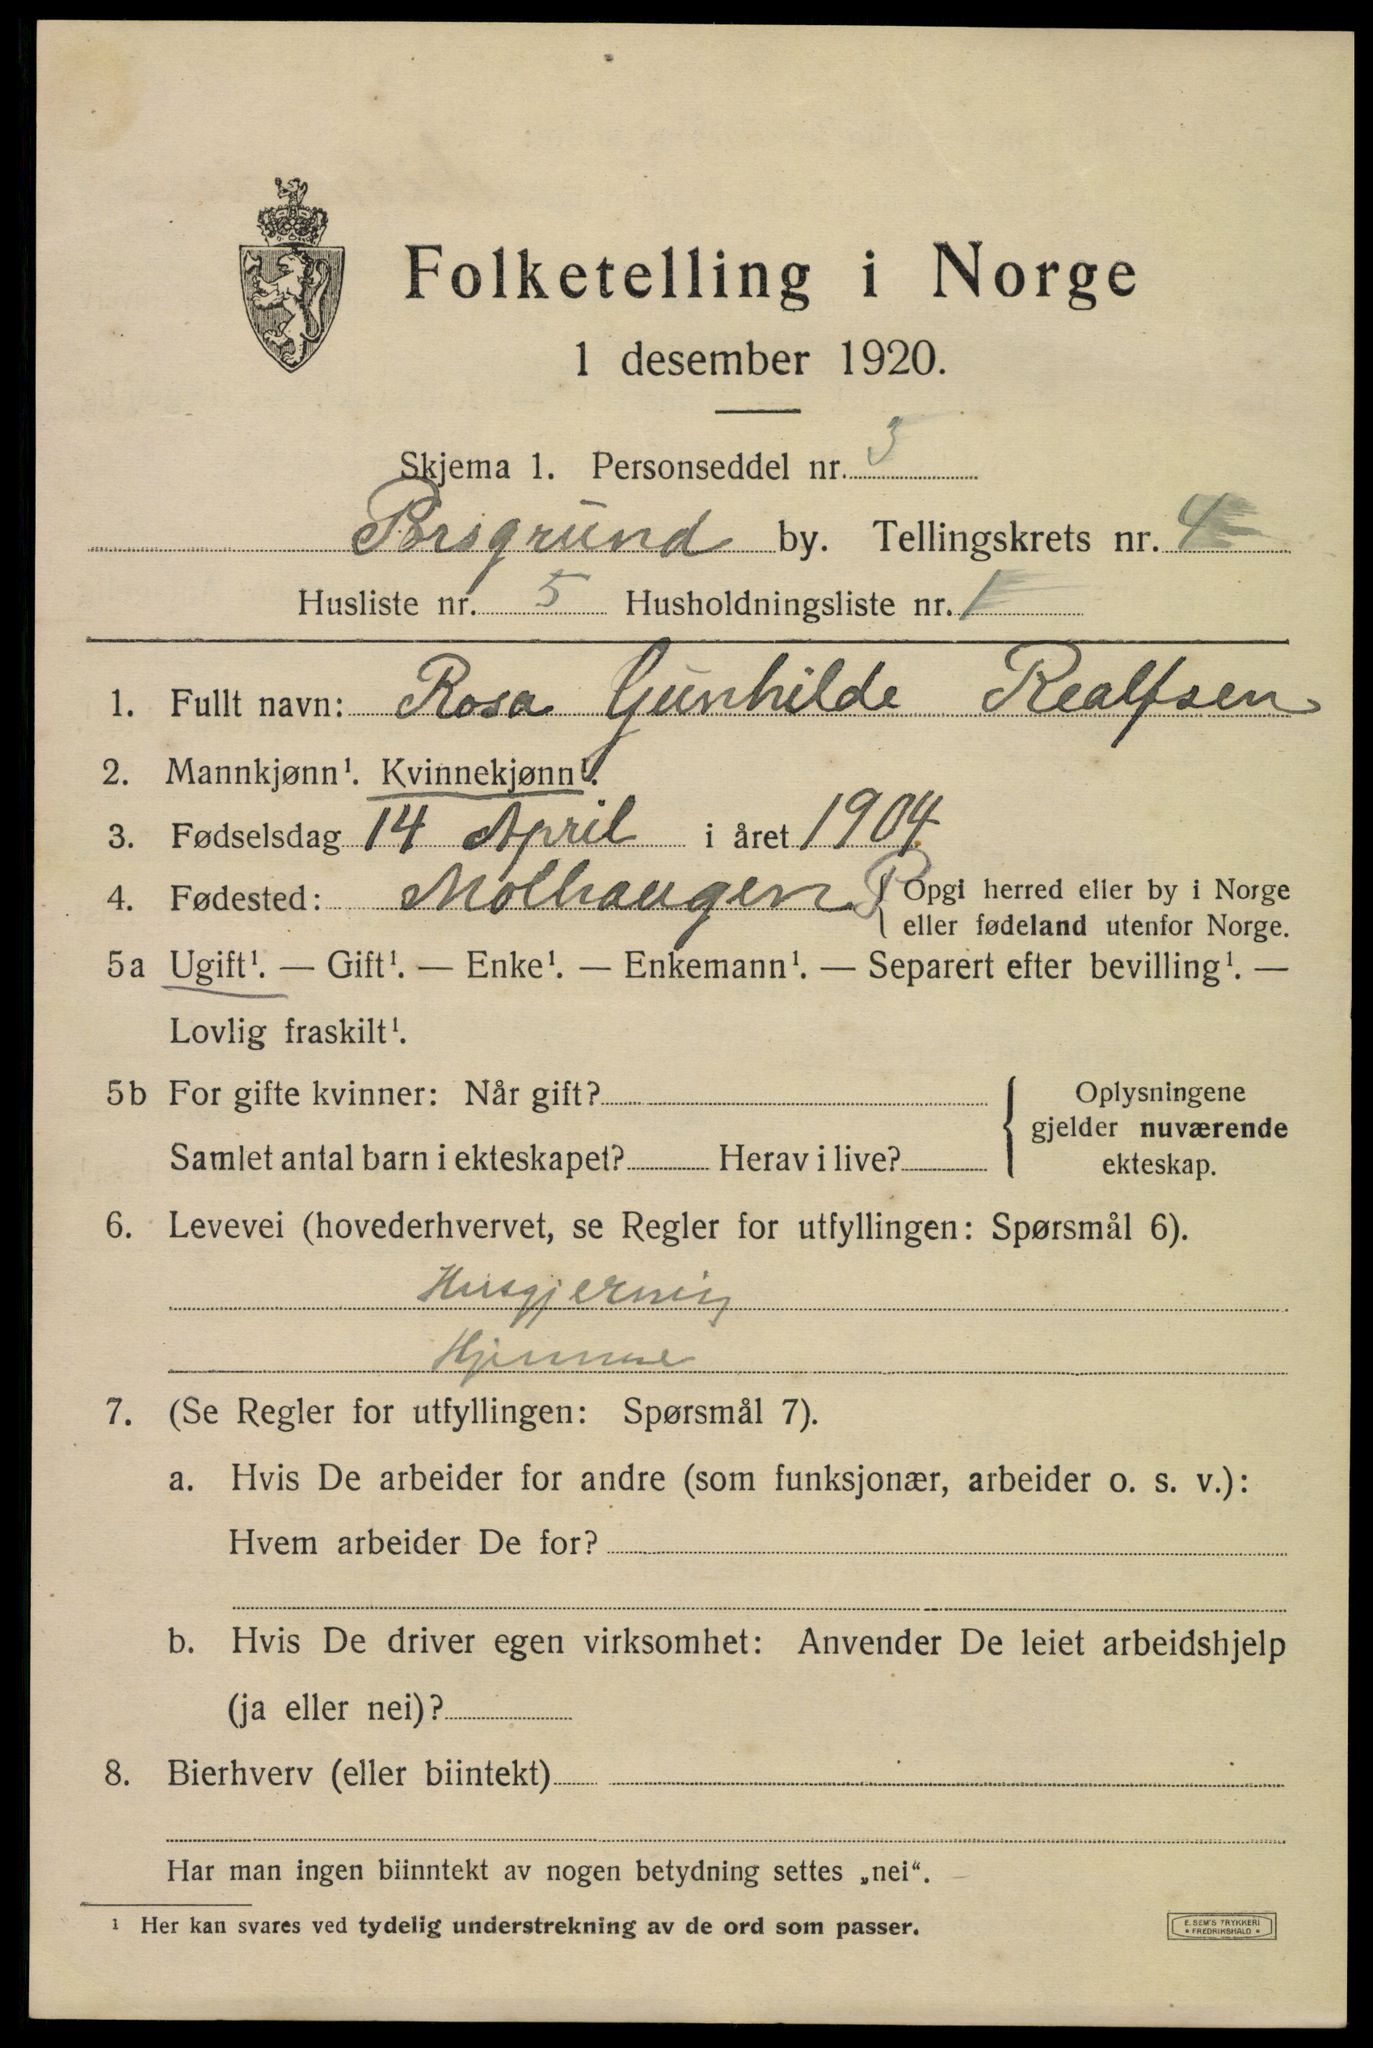 Folketelling i Norge
1 desember 1920.
Skjema 1. Personseddel nr. 3
Porsgrund by. Tellingskrets nr. 4
Husliste nr. 5 Husholdningsliste nr. 1
1. Fullt navn: Rosa Gunhilde Realfsen
2. Mannkjønn¹. Kvinnekjønn¹.
3. Fødselsdag 14 April i året 1904.
4. Fødested: Molhaugen P { Opgi herred eller by i Norge
eller fødeland utenfor Norge.
5a Ugift¹. — Gift¹. — Enke¹. — Enkemann¹. — Separert efter bevilling¹. —
Lovlig fraskilt¹.
5b For gifte kvinner: Når gift? { Oplysningene
gjelder nuværende
Samlet antal barn i ekteskapet? Herav i live? ekteskap.
6. Levevei (hovederhvervet, se Regler for utfyllingen: Spørsmål 6).
Husgjerning
Hjemme
7. (Se Regler for utfyllingen: Spørsmål 7).
a. Hvis De arbeider for andre (som funksjonær, arbeider o. s. v.):
Hvem arbeider De for?
b. Hvis De driver egen virksomhet: Anvender De leiet arbeidshjelp
(ja eller nei)?
8. Bierhverv (eller biintekt)
Har man ingen biinntekt av nogen betydning settes „nei“.
¹ Her kan svares ved tydelig understrekning av de ord som passer.
E. SEM'S TRYKKERI
* FREDRIKSHALD *